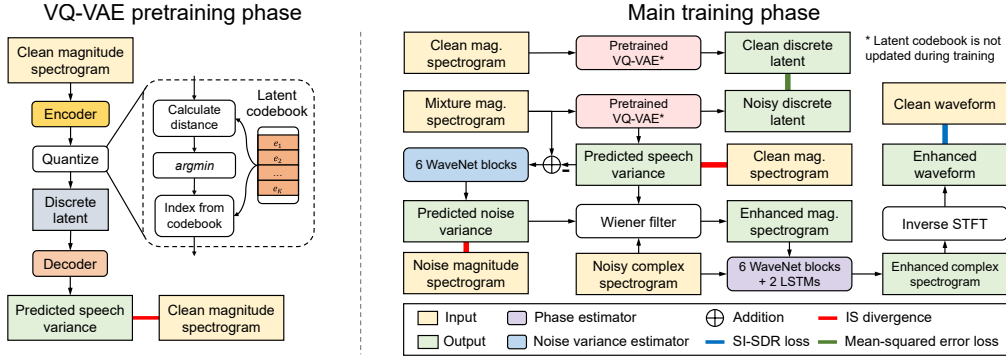 VQ-VAE pretraining phase
Clean magnitude
spectrogram
Encoder
Quantize
Discrete
latent
Decoder
Predicted speech
variance
Clean magnitude
spectrogram
Calculate
distance
argmin
Index from
codebook
Latent
codebook
e1
e2
...
eK
Main training phase
Clean mag.
spectrogram
Pretrained
VQ-VAE*
Clean discrete
latent
* Latent codebook is not
updated during training
Mixture mag.
spectrogram
Pretrained
VQ-VAE*
Noisy discrete
latent
Clean waveform
6 WaveNet blocks
-
Predicted speech
variance
Clean mag.
spectrogram
Enhanced
waveform
Predicted noise
variance
Wiener filter
Enhanced mag.
spectrogram
Inverse STFT
Noise magnitude
spectrogram
Noisy complex
spectrogram
6 WaveNet blocks
+ 2 LSTMs
Enhanced complex
spectrogram
Input
Phase estimator
Addition
IS divergence
Output
Noise variance estimator
SI-SDR loss
Mean-squared error loss